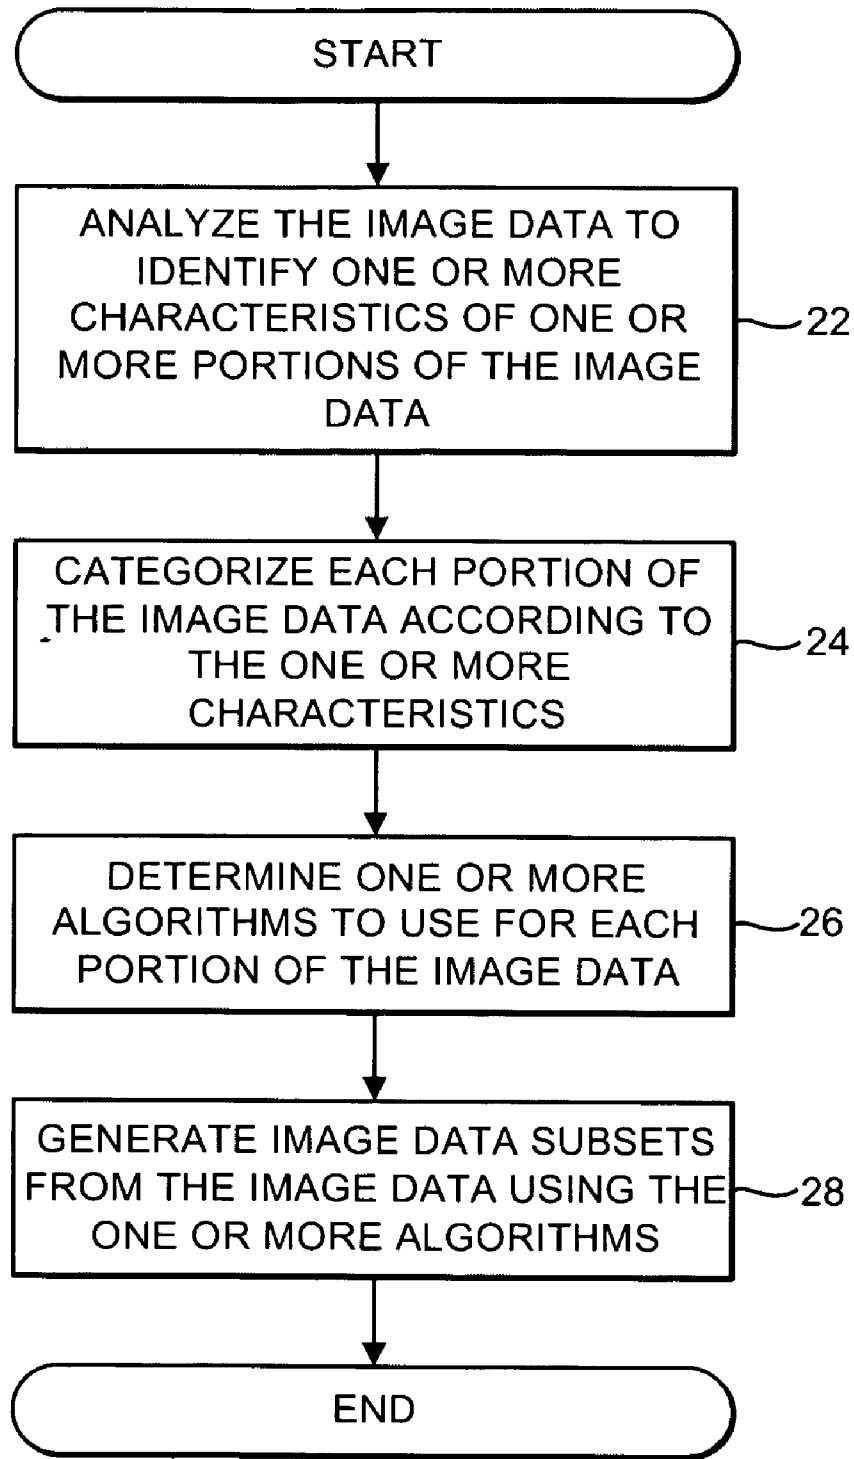 START
ANALYZE THE IMAGE DATA TO
IDENTIFY ONE OR MORE
CHARACTERISTICS OF ONE OR
MORE PORTIONS OF THE IMAGE
DATA
22
CATEGORIZE EACH PORTION OF
THE IMAGE DATA ACCORDING TO
THE ONE OR MORE
CHARACTERISTICS
24
DETERMINE ONE OR MORE
ALGORITHMS TO USE FOR EACH
PORTION OF THE IMAGE DATA
26
GENERATE IMAGE DATA SUBSETS
FROM THE IMAGE DATA USING THE
ONE OR MORE ALGORITHMS
28
END